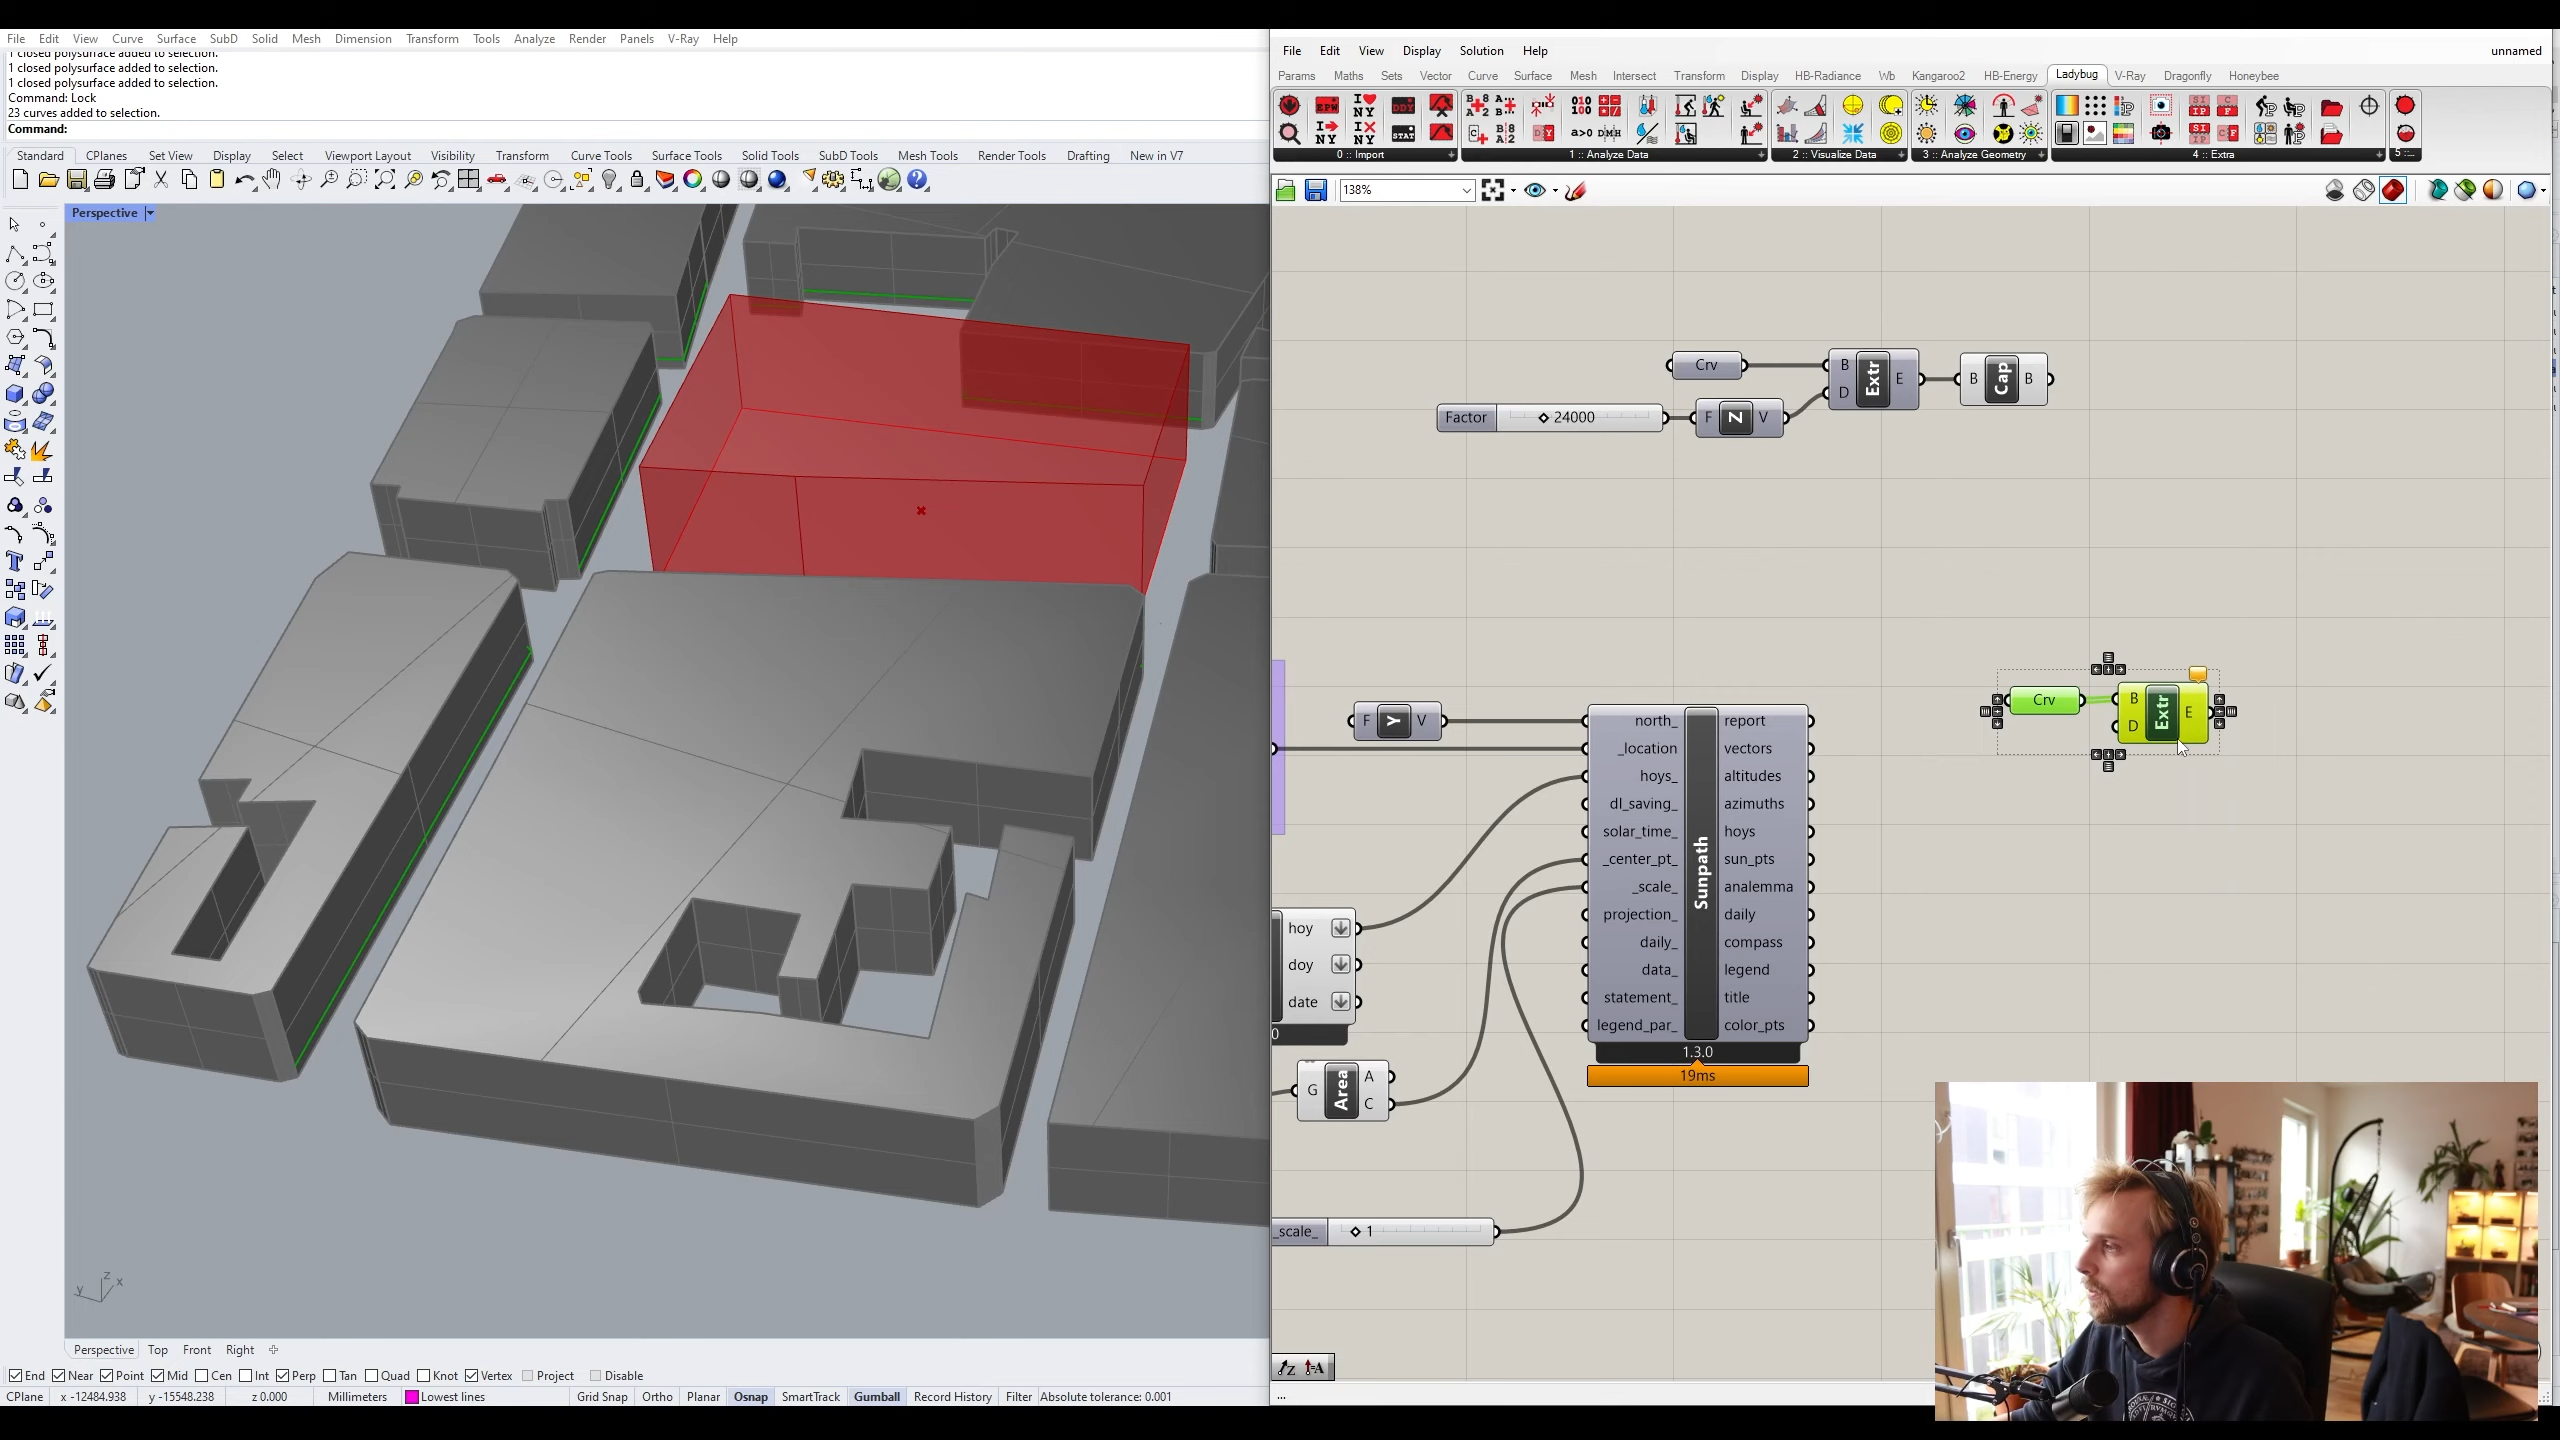 File Edit View Curve Surface SubD Solid Mesh Dimension Transform Tools Analyze Render Panels V-Ray Help
1 closed polysurface added to selection.
1 closed polysurface added to selection.
1 closed polysurface added to selection.
Command: Lock
23 curves added to selection.
Command:
Standard CPlanes Set View Display Select Viewport Layout Visibility Transform Curve Tools Surface Tools Solid Tools SubD Tools Mesh Tools Render Tools Drafting New in V7
Perspective
z
y x
Perspective Top Front Right
End Near Point Mid Cen Int Perp Tan Quad Knot Vertex Project Disable
CPlane x -12484.938 y -15548.238 z 0.000 Millimeters Lowest lines Grid Snap Ortho Planar Osnap SmartTrack Gumball Record History Filter Absolute tolerance: 0.001
File Edit View Display Solution Help
unnamed
Params Maths Sets Vector Curve Surface Mesh Intersect Transform Display HB-Radiance Wb Kangaroo2 HB-Energy Ladybug V-Ray Dragonfly Honeybee
0 :: Import 1 :: Analyze Data 2 :: Visualize Data 3 :: Analyze Geometry 4 :: Extra 5 ::...
138%
Crv
B D Extr E
B Cap B
Factor 24000
F Z V
Crv
B D Extr E
F Y V
Sunpath
north_ report
_location vectors
hoys_ altitudes
dl_saving_ azimuths
solar_time_ hoys
_center_pt_ sun_pts
_scale_ analemma
projection_ daily
daily_ compass
data_ legend
statement_ title
legend_par_ color_pts
1.3.0
19ms
hoy
doy
date
0
G Area A C
_scale_ 1
...